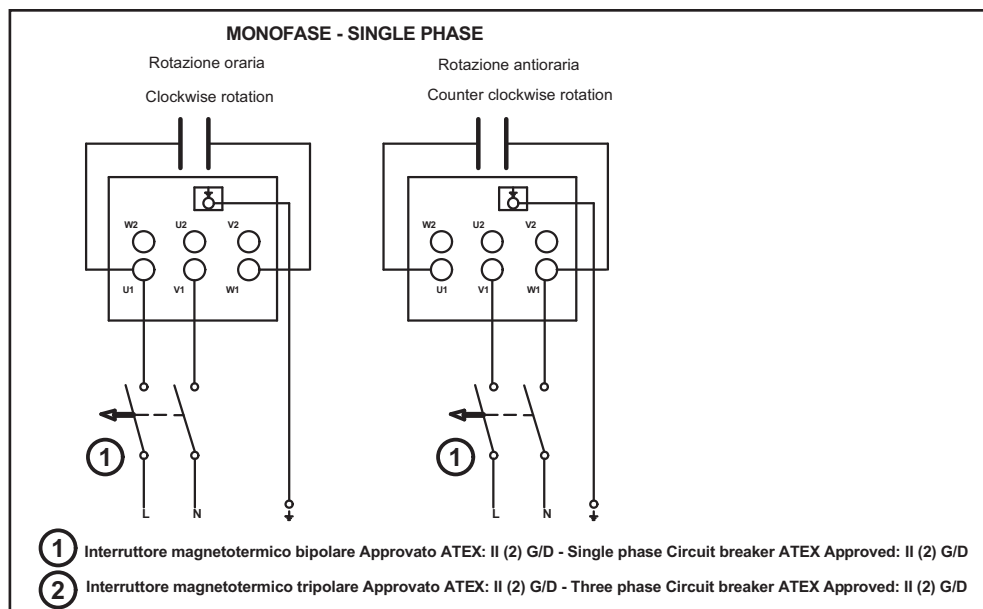 MONOFASE - SINGLE PHASE
Rotazione oraria
Clockwise rotation
Rotazione antioraria
Counter clockwise rotation
W2 U2 V2
U1 V1 W1
W2 U2 V2
U1 V1 W1
1
1
L N
L N
1 Interruttore magnetotermico bipolare Approvato ATEX: II (2) G/D - Single phase Circuit breaker ATEX Approved: II (2) G/D
2 Interruttore magnetotermico tripolare Approvato ATEX: II (2) G/D - Three phase Circuit breaker ATEX Approved: II (2) G/D